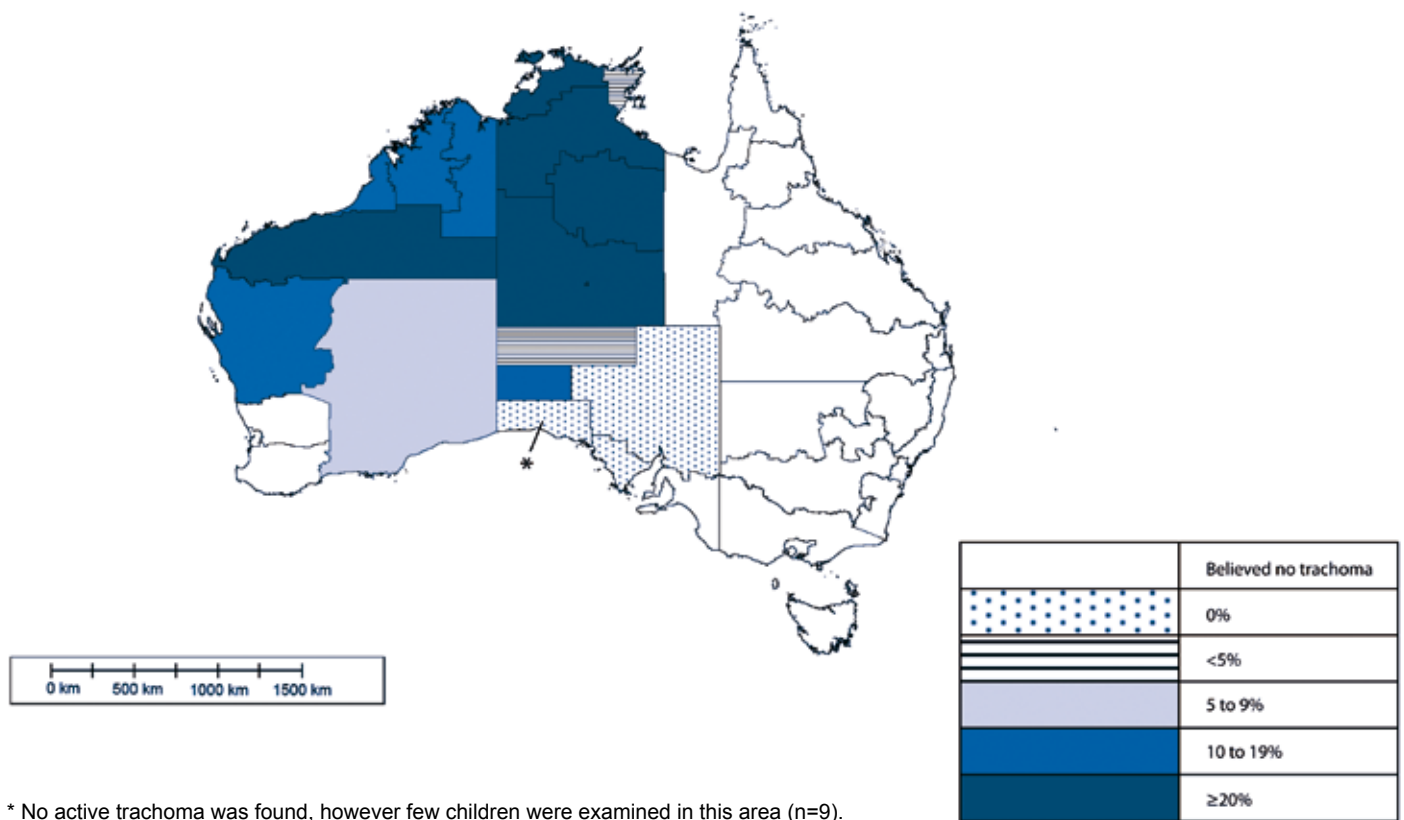 *
Believed no trachoma
0%
<5%
5 to 9%
10 to 19%
≥20%
0 km 500 km 1000 km 1500 km
* No active trachoma was found, however few children were examined in this area (n=9).